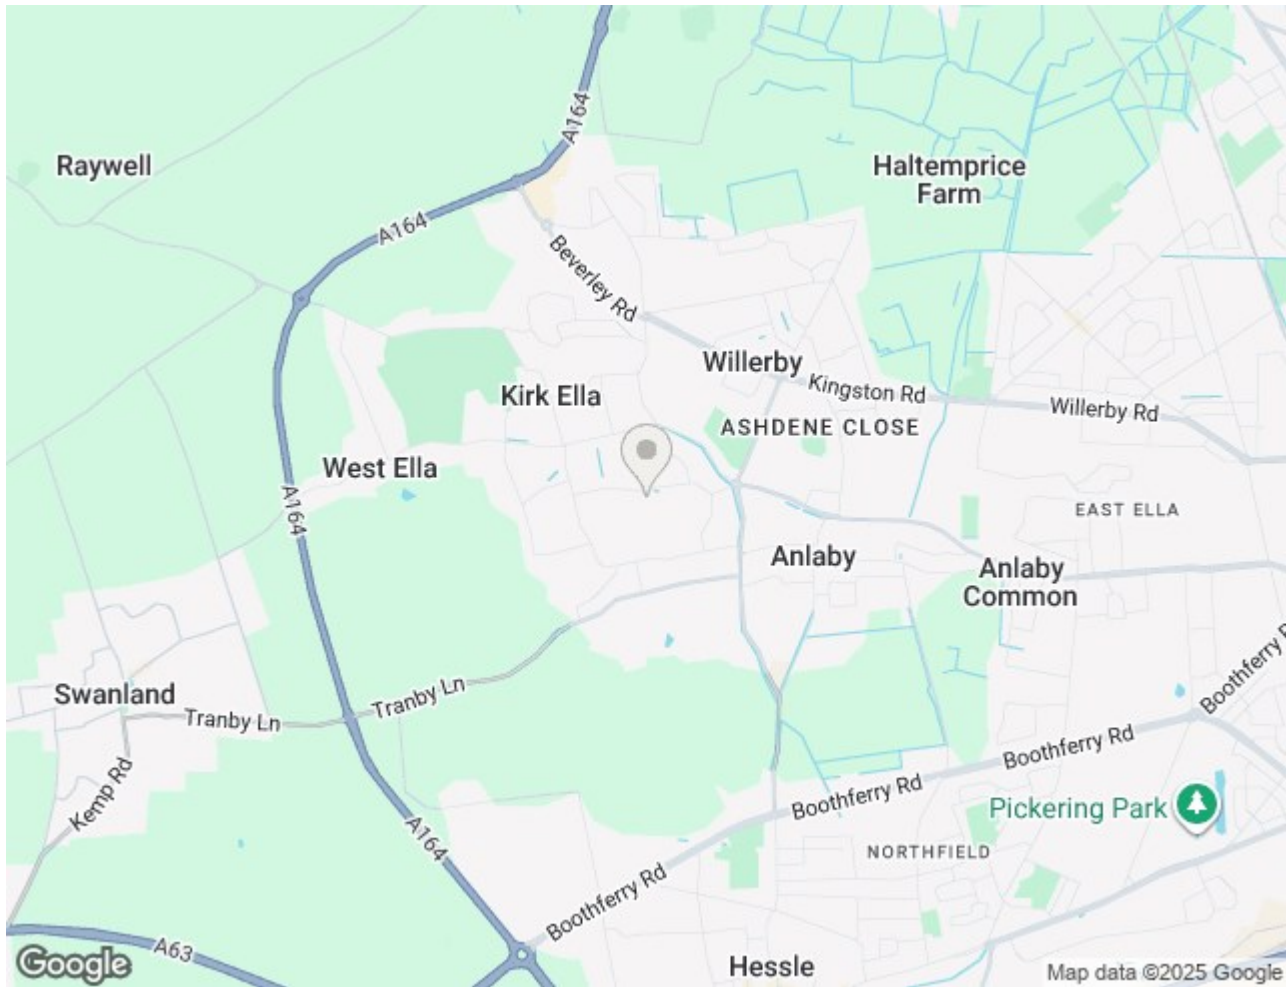 A164
Raywell
Haltemprice
Farm
A164
Beverley Rd
Willerby
Kingston Rd
Kirk Ella
Willerby Rd
ASHDENE CLOSE
West Ella
A164
EAST ELLA
Anlaby
Anlaby
Common
Swanland
Tranby Ln
Tranby Ln
Boothferry R
Boothferry Rd
Kemp Rd
Boothferry Rd
Pickering Park
A164
NORTHFIELD
Boothferry Rd
A63
Google
Hessle
Map data ©2025 Google